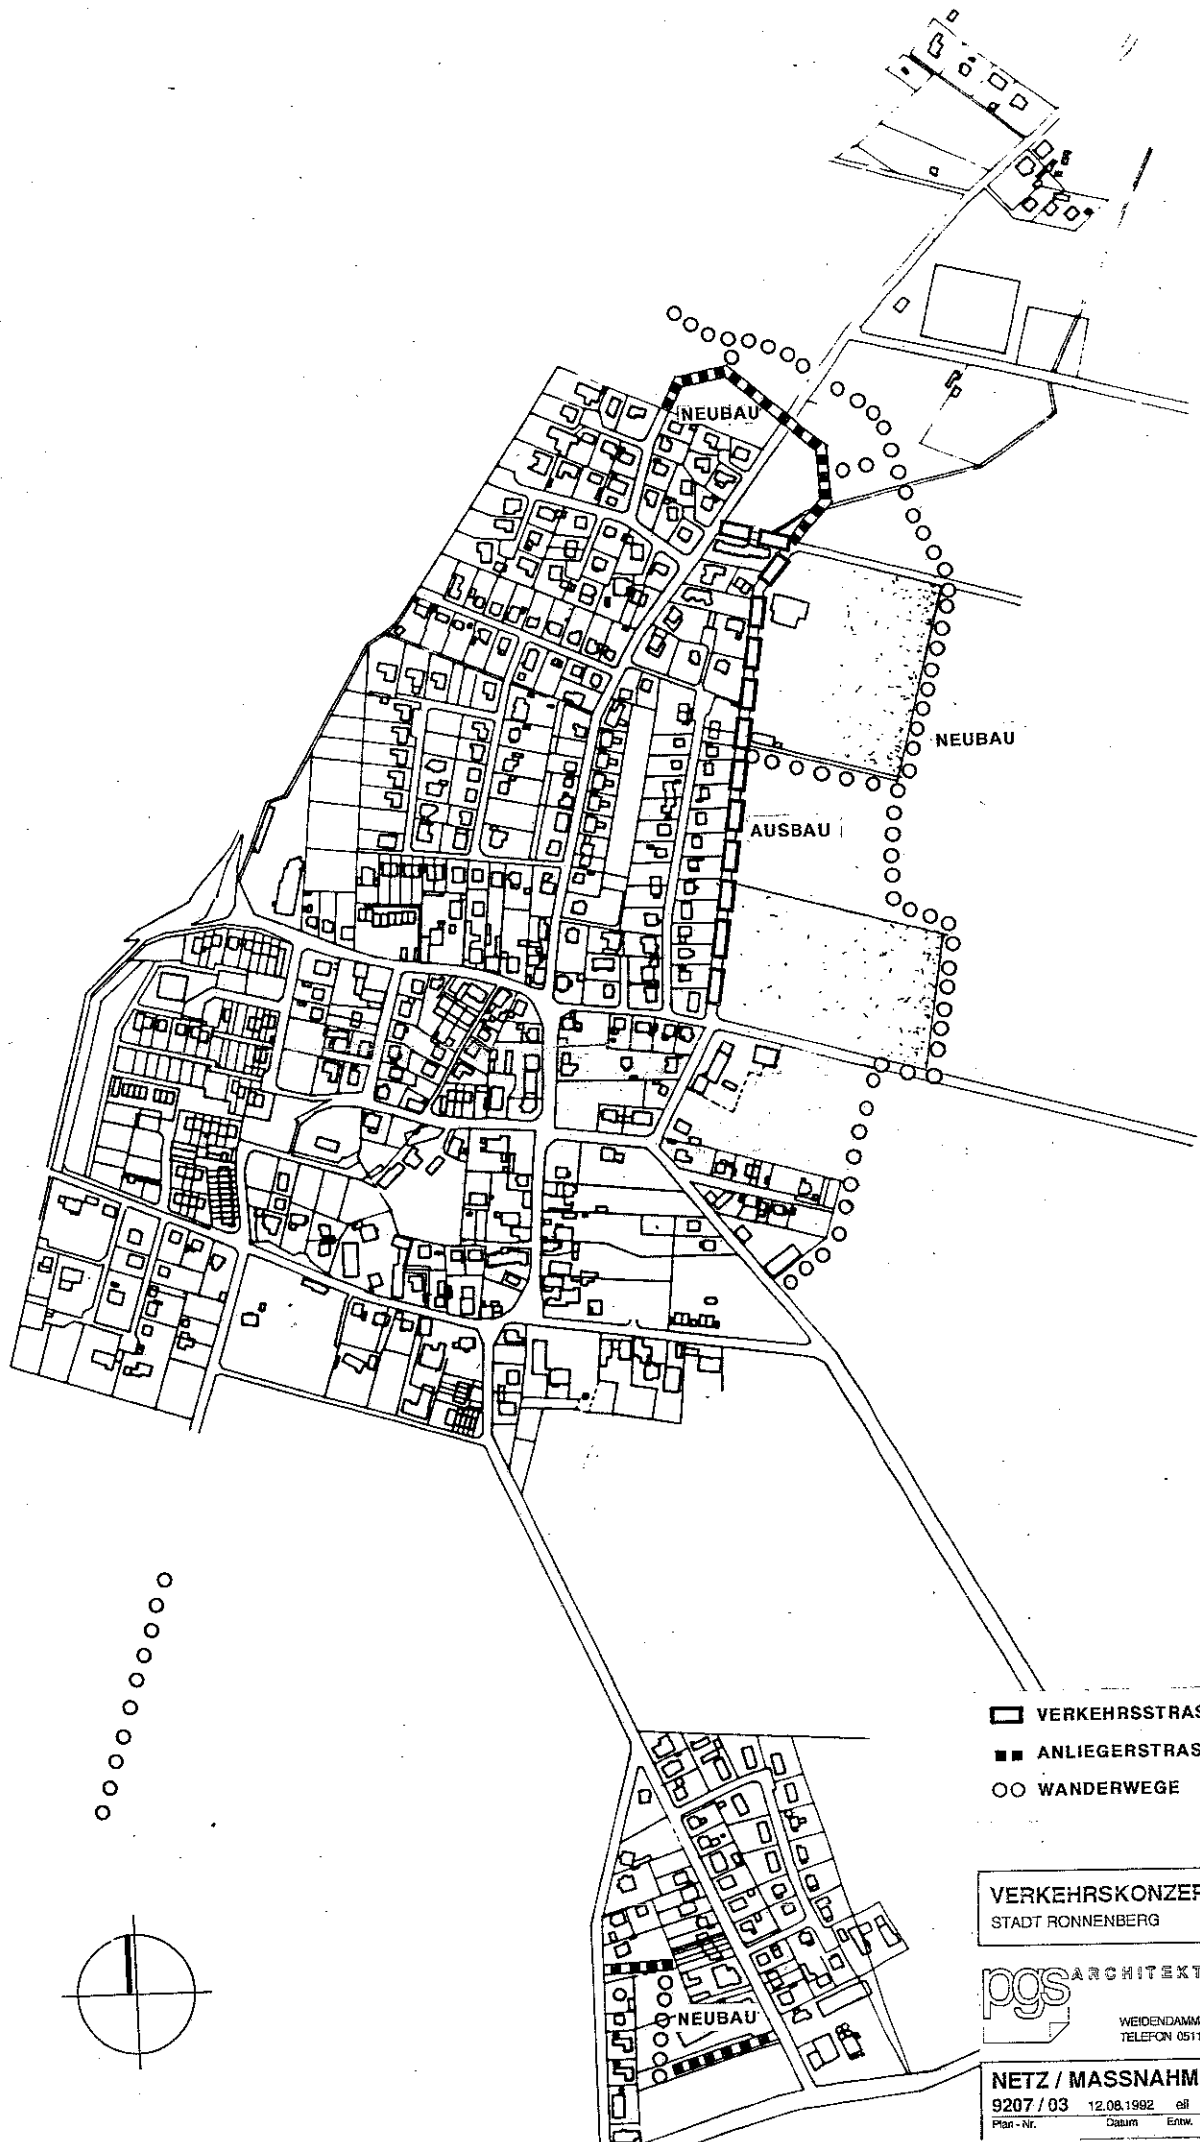 NEUBAU
NEUBAU
AUSBAU
VERKEHRSSTRAS
ANLIEGERSTRAS
WANDERWEGE
VERKEHRSKONZEP
STADT RONNENBERG
pgs ARCHITEKT
WEIDENDAMM
TELEFON 0511
NEUBAU
NETZ / MASSNAHM
9207 / 03 12.08.1992 ell
Plan - Nr. Datum Entw.